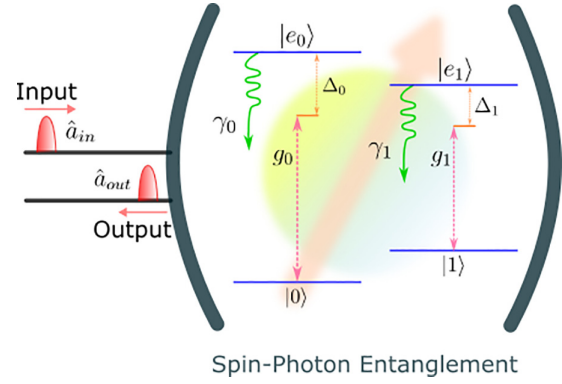 |e₀⟩
|e₁⟩
Input
Δ₀
Δ₁
â_in
γ₀
g₀
γ₁
g₁
â_out
Output
|1⟩
|0⟩
Spin-Photon Entanglement